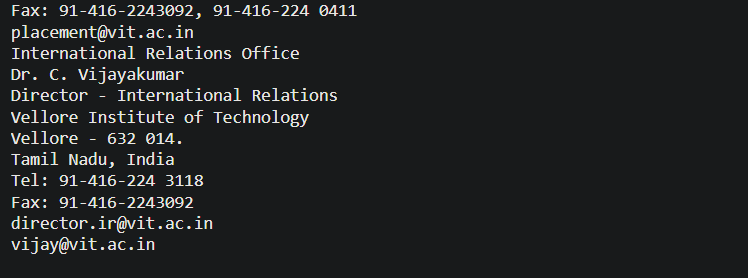 Fax: 91-416-2243092, 91-416-224 0411
placement@vit.ac.in
International Relations Office
Dr. C. Vijayakumar
Director - International Relations
Vellore Institute of Technology
Vellore - 632 014.
Tamil Nadu, India
Tel: 91-416-224 3118
Fax: 91-416-2243092
director.ir@vit.ac.in
vijay@vit.ac.in